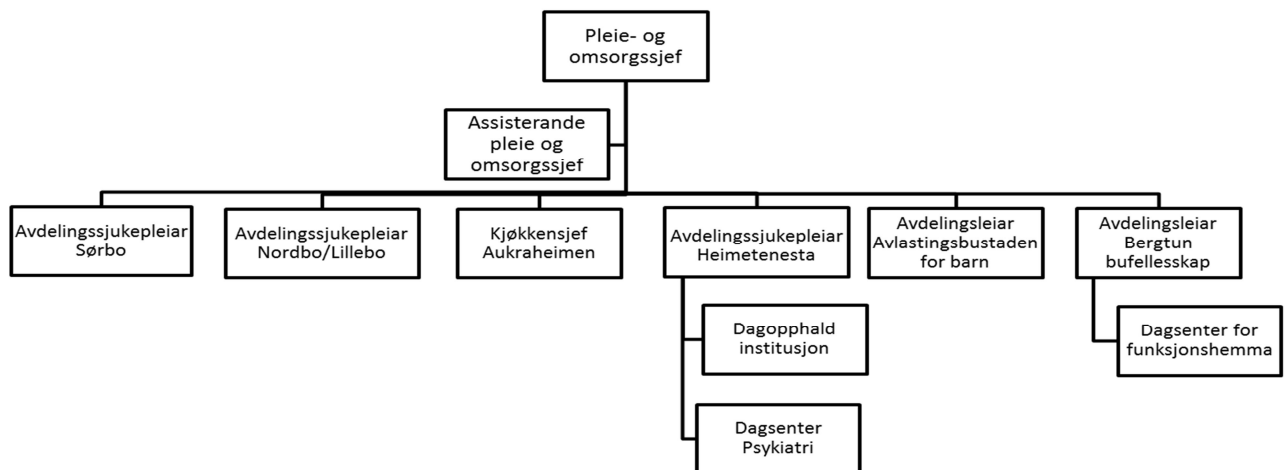 Pleie- og
omsorgssjef
Assisterande
pleie og
omsorgssjef
Avdelingssjukepleiar
Sørbo
Avdelingssjukepleiar
Nordbo/Lillebo
Kjøkkensjef
Aukraheimen
Avdelingssjukepleiar
Heimetenesta
Avdelingsleiar
Avlastingsbustaden
for barn
Avdelingsleiar
Bergtun
bufellesskap
Dagopphald
institusjon
Dagsenter for
funksjonshemma
Dagsenter
Psykiatri